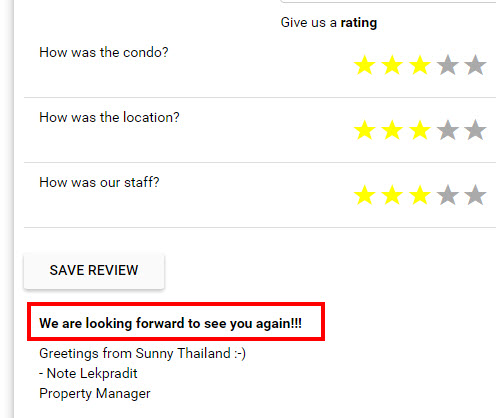 Give us a rating
How was the condo?
How was the location?
How was our staff?
SAVE REVIEW
We are looking forward to see you again!!!
Greetings from Sunny Thailand :-)
- Note Lekpradit
Property Manager